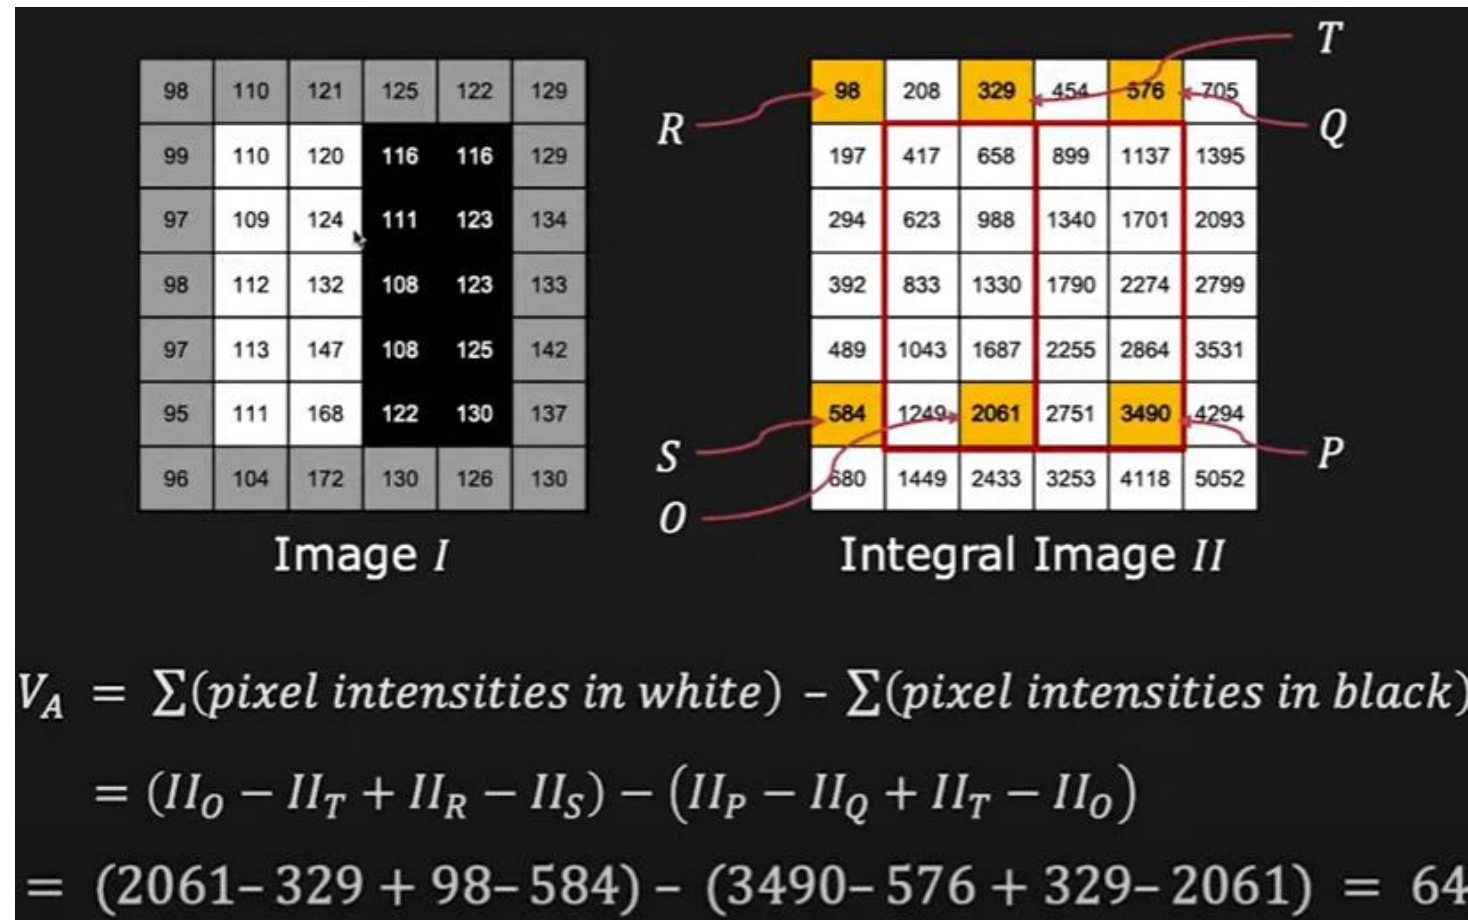 T
98 110 121 125 122 129
98 208 329 454 576 705
R
Q
99 110 120 116 116 129
197 417 658 899 1137 1395
97 109 124 111 123 134
294 623 988 1340 1701 2093
98 112 132 108 123 133
392 833 1330 1790 2274 2799
97 113 147 108 125 142
489 1043 1687 2255 2864 3531
95 111 168 122 130 137
584 1249 2061 2751 3490 4294
S
P
96 104 172 130 126 130
680 1449 2433 3253 4118 5052
O
Image I
Integral Image II
V_A = ∑(pixel intensities in white) – ∑(pixel intensities in black)
= (II_O − II_T + II_R − II_S) − (II_P − II_Q + II_T − II_O)
= (2061–329 + 98–584) – (3490–576 + 329–2061) = 64